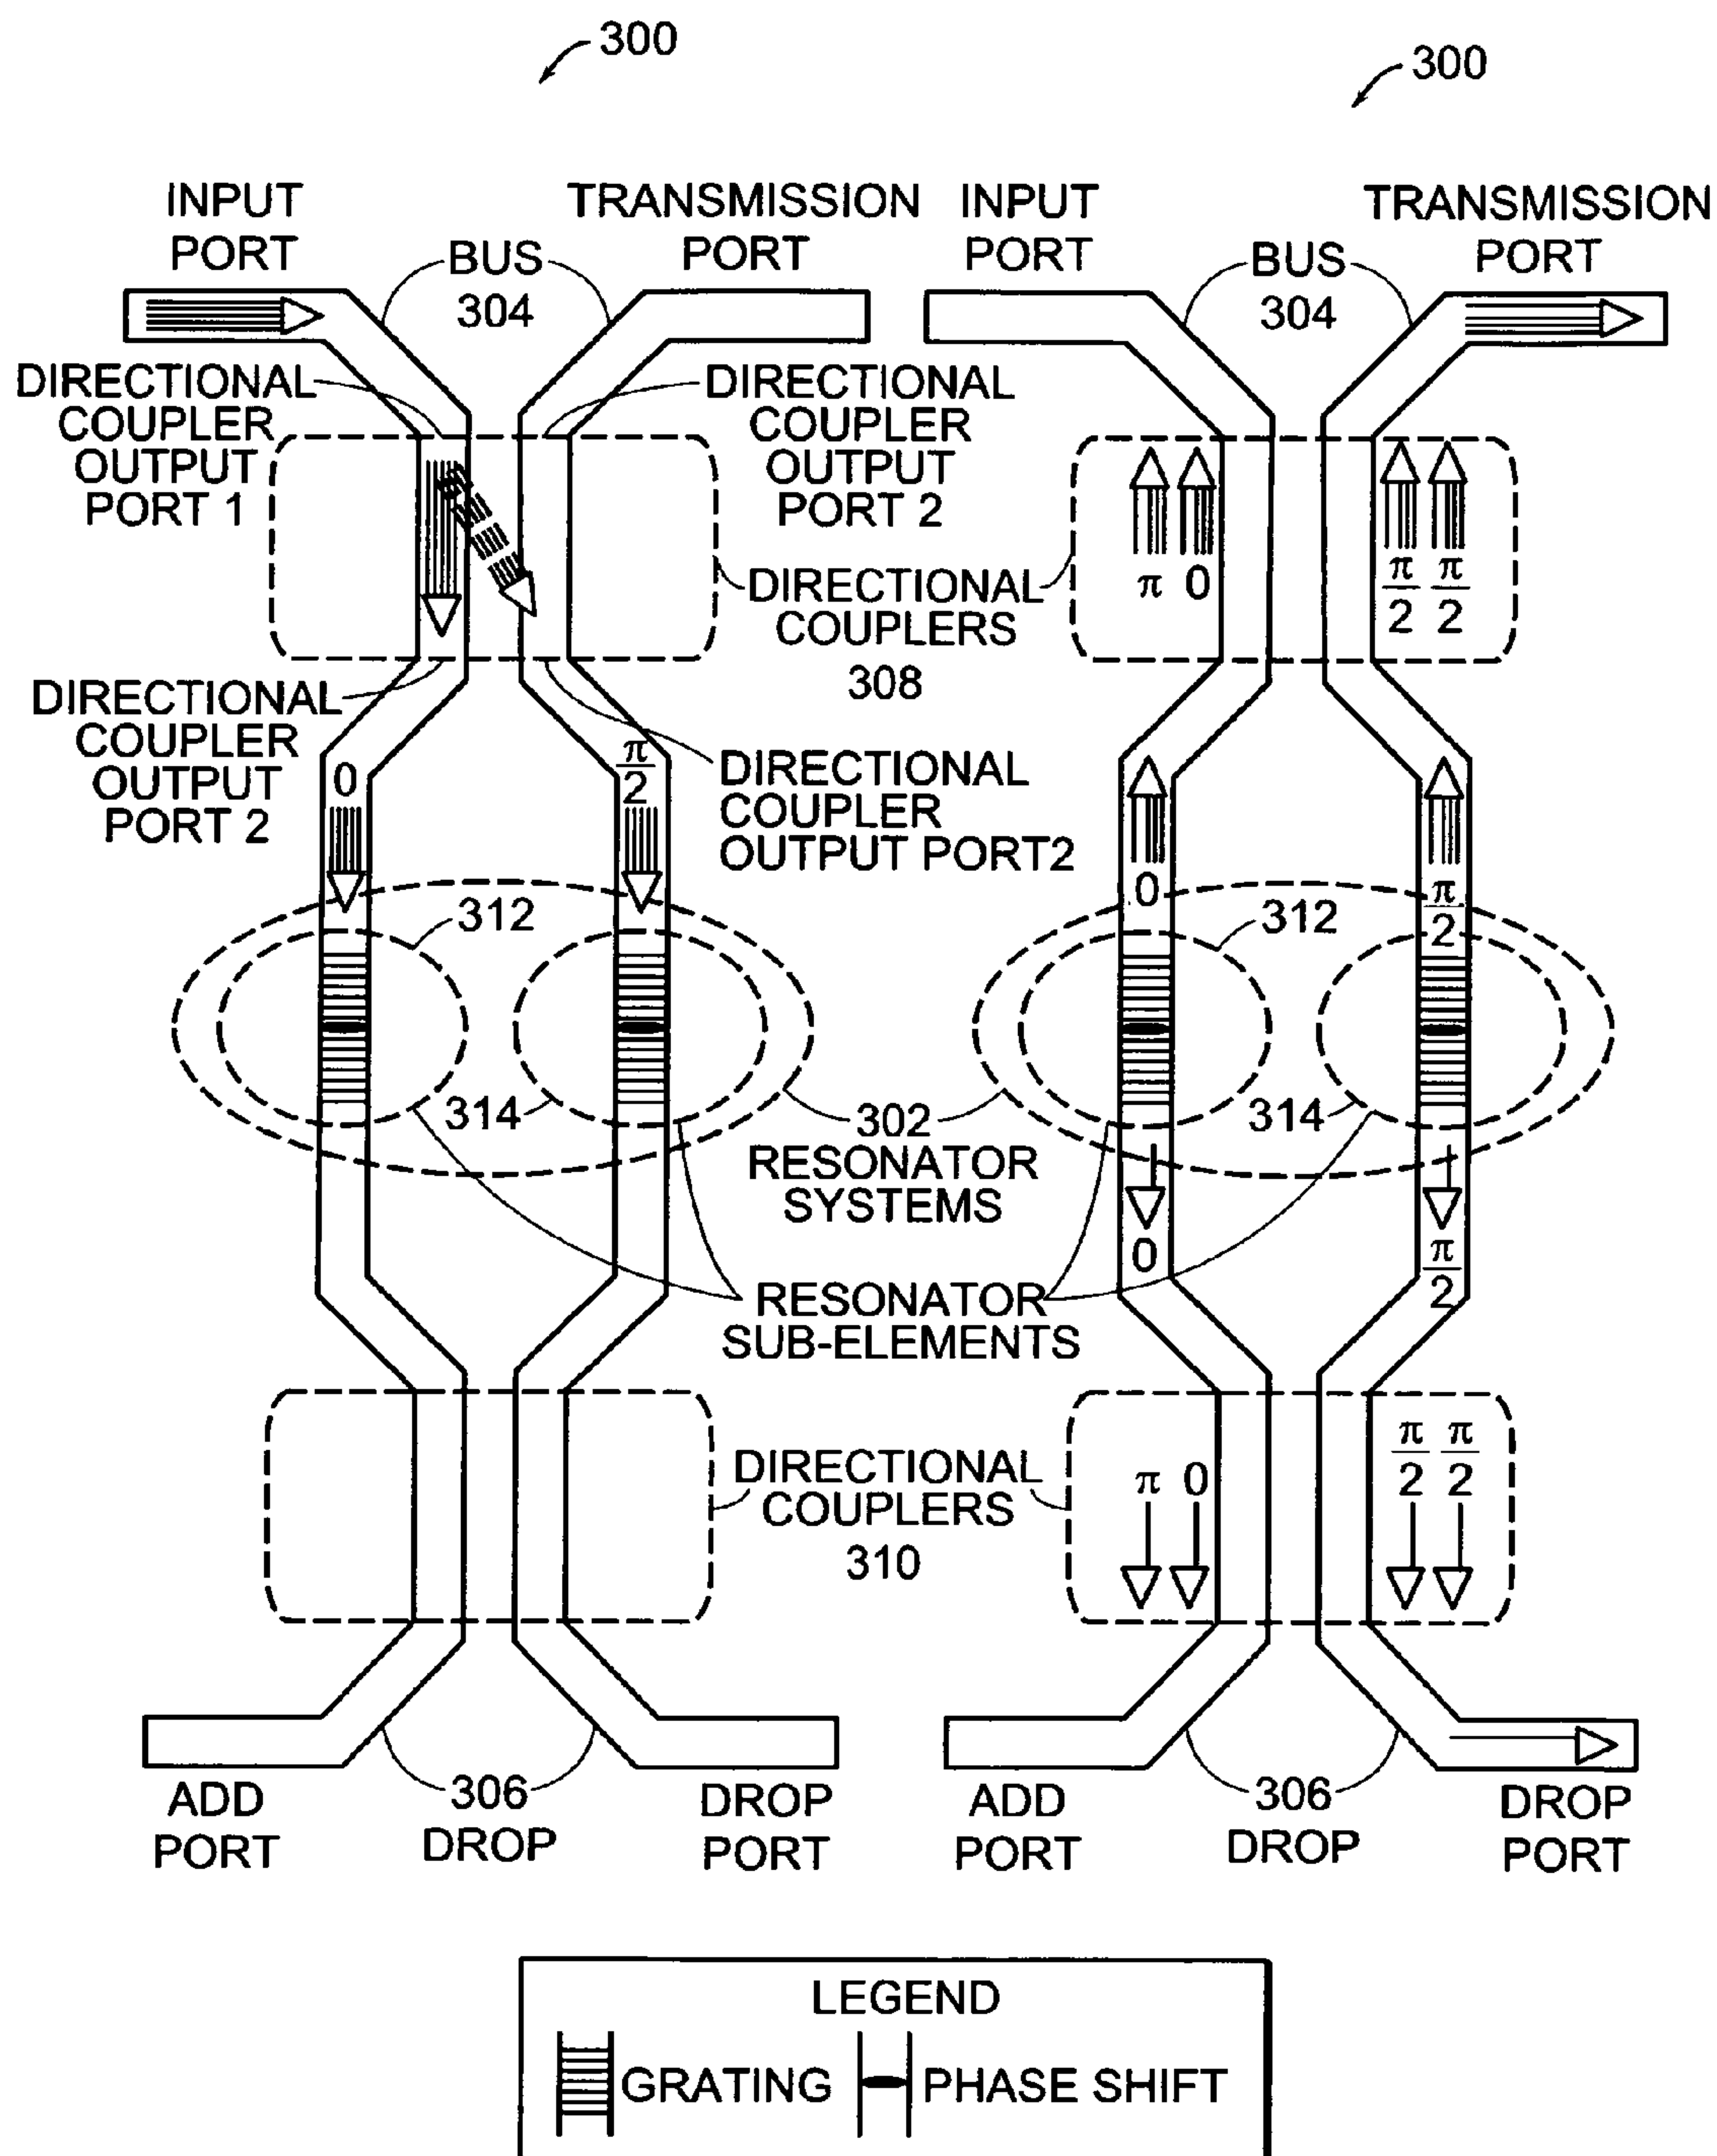 300
300
INPUT
PORT
TRANSMISSION
PORT
INPUT
PORT
TRANSMISSION
PORT
BUS
304
BUS
304
DIRECTIONAL
COUPLER
OUTPUT
PORT 1
DIRECTIONAL
COUPLER
OUTPUT
PORT 2
π 0
π/2 π/2
DIRECTIONAL
COUPLERS
308
DIRECTIONAL
COUPLER
OUTPUT
PORT 2
0
π/2
DIRECTIONAL
COUPLER
OUTPUT PORT2
0
π/2
312
312
314
314
302
RESONATOR
SYSTEMS
0
π/2
RESONATOR
SUB-ELEMENTS
DIRECTIONAL
COUPLERS
310
π 0
π/2 π/2
ADD
PORT
306
DROP
DROP
PORT
ADD
PORT
306
DROP
DROP
PORT
LEGEND
GRATING
PHASE SHIFT